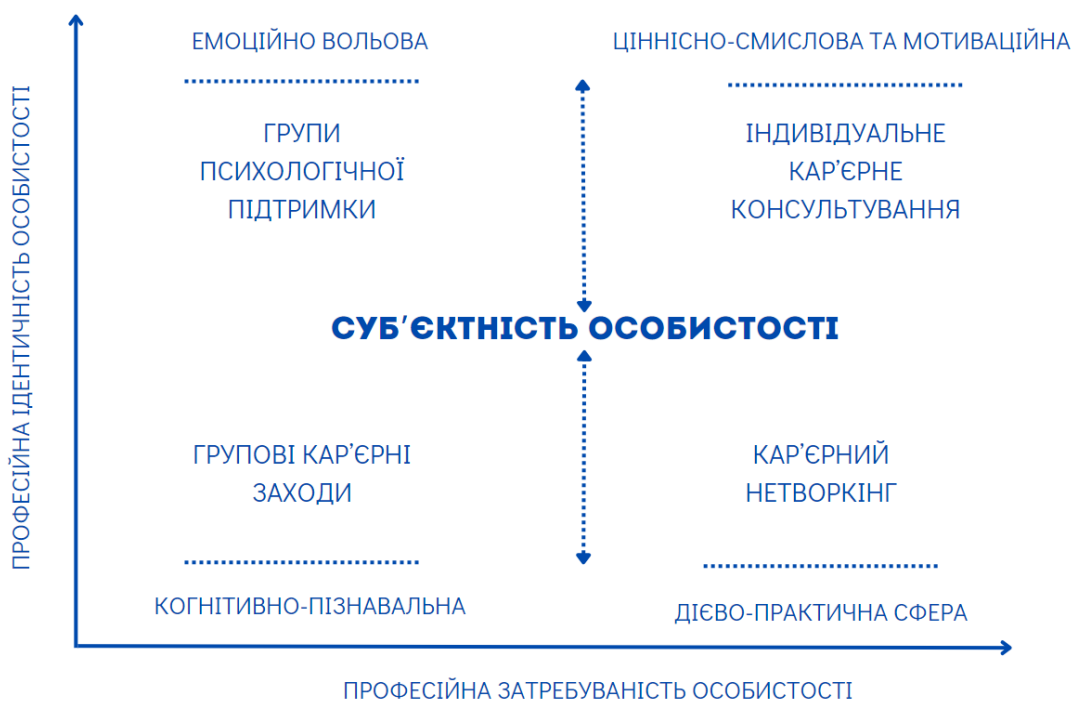 ЕМОЦІЙНО ВОЛЬОВА
ЦІННІСНО-СМИСЛОВА ТА МОТИВАЦІЙНА
ГРУПИ
ПСИХОЛОГІЧНОЇ
ПІДТРИМКИ
ІНДИВІДУАЛЬНЕ
КАР’ЄРНЕ
КОНСУЛЬТУВАННЯ
СУБ′ЄКТНІСТЬ ОСОБИСТОСТІ
ГРУПОВІ КАР’ЄРНІ
ЗАХОДИ
КАР’ЄРНИЙ
НЕТВОРКІНГ
КОГНІТИВНО-ПІЗНАВАЛЬНА
ДІЄВО-ПРАКТИЧНА СФЕРА
ПРОФЕСІЙНА ІДЕНТИЧНІСТЬ ОСОБИСТОСТІ
ПРОФЕСІЙНА ЗАТРЕБУВАНІСТЬ ОСОБИСТОСТІ